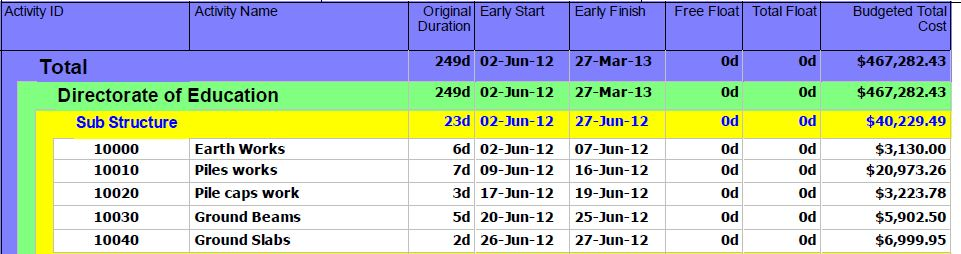 Activity ID Activity Name Original Duration Early Start Early Finish Free Float Total Float Budgeted Total Cost
Total 249d 02-Jun-12 27-Mar-13 0d 0d $467,282.43
Directorate of Education 249d 02-Jun-12 27-Mar-13 0d 0d $467,282.43
Sub Structure 23d 02-Jun-12 27-Jun-12 0d 0d $40,229.49
10000 Earth Works 6d 02-Jun-12 07-Jun-12 0d 0d $3,130.00
10010 Piles works 7d 09-Jun-12 16-Jun-12 0d 0d $20,973.26
10020 Pile caps work 3d 17-Jun-12 19-Jun-12 0d 0d $3,223.78
10030 Ground Beams 5d 20-Jun-12 25-Jun-12 0d 0d $5,902.50
10040 Ground Slabs 2d 26-Jun-12 27-Jun-12 0d 0d $6,999.95